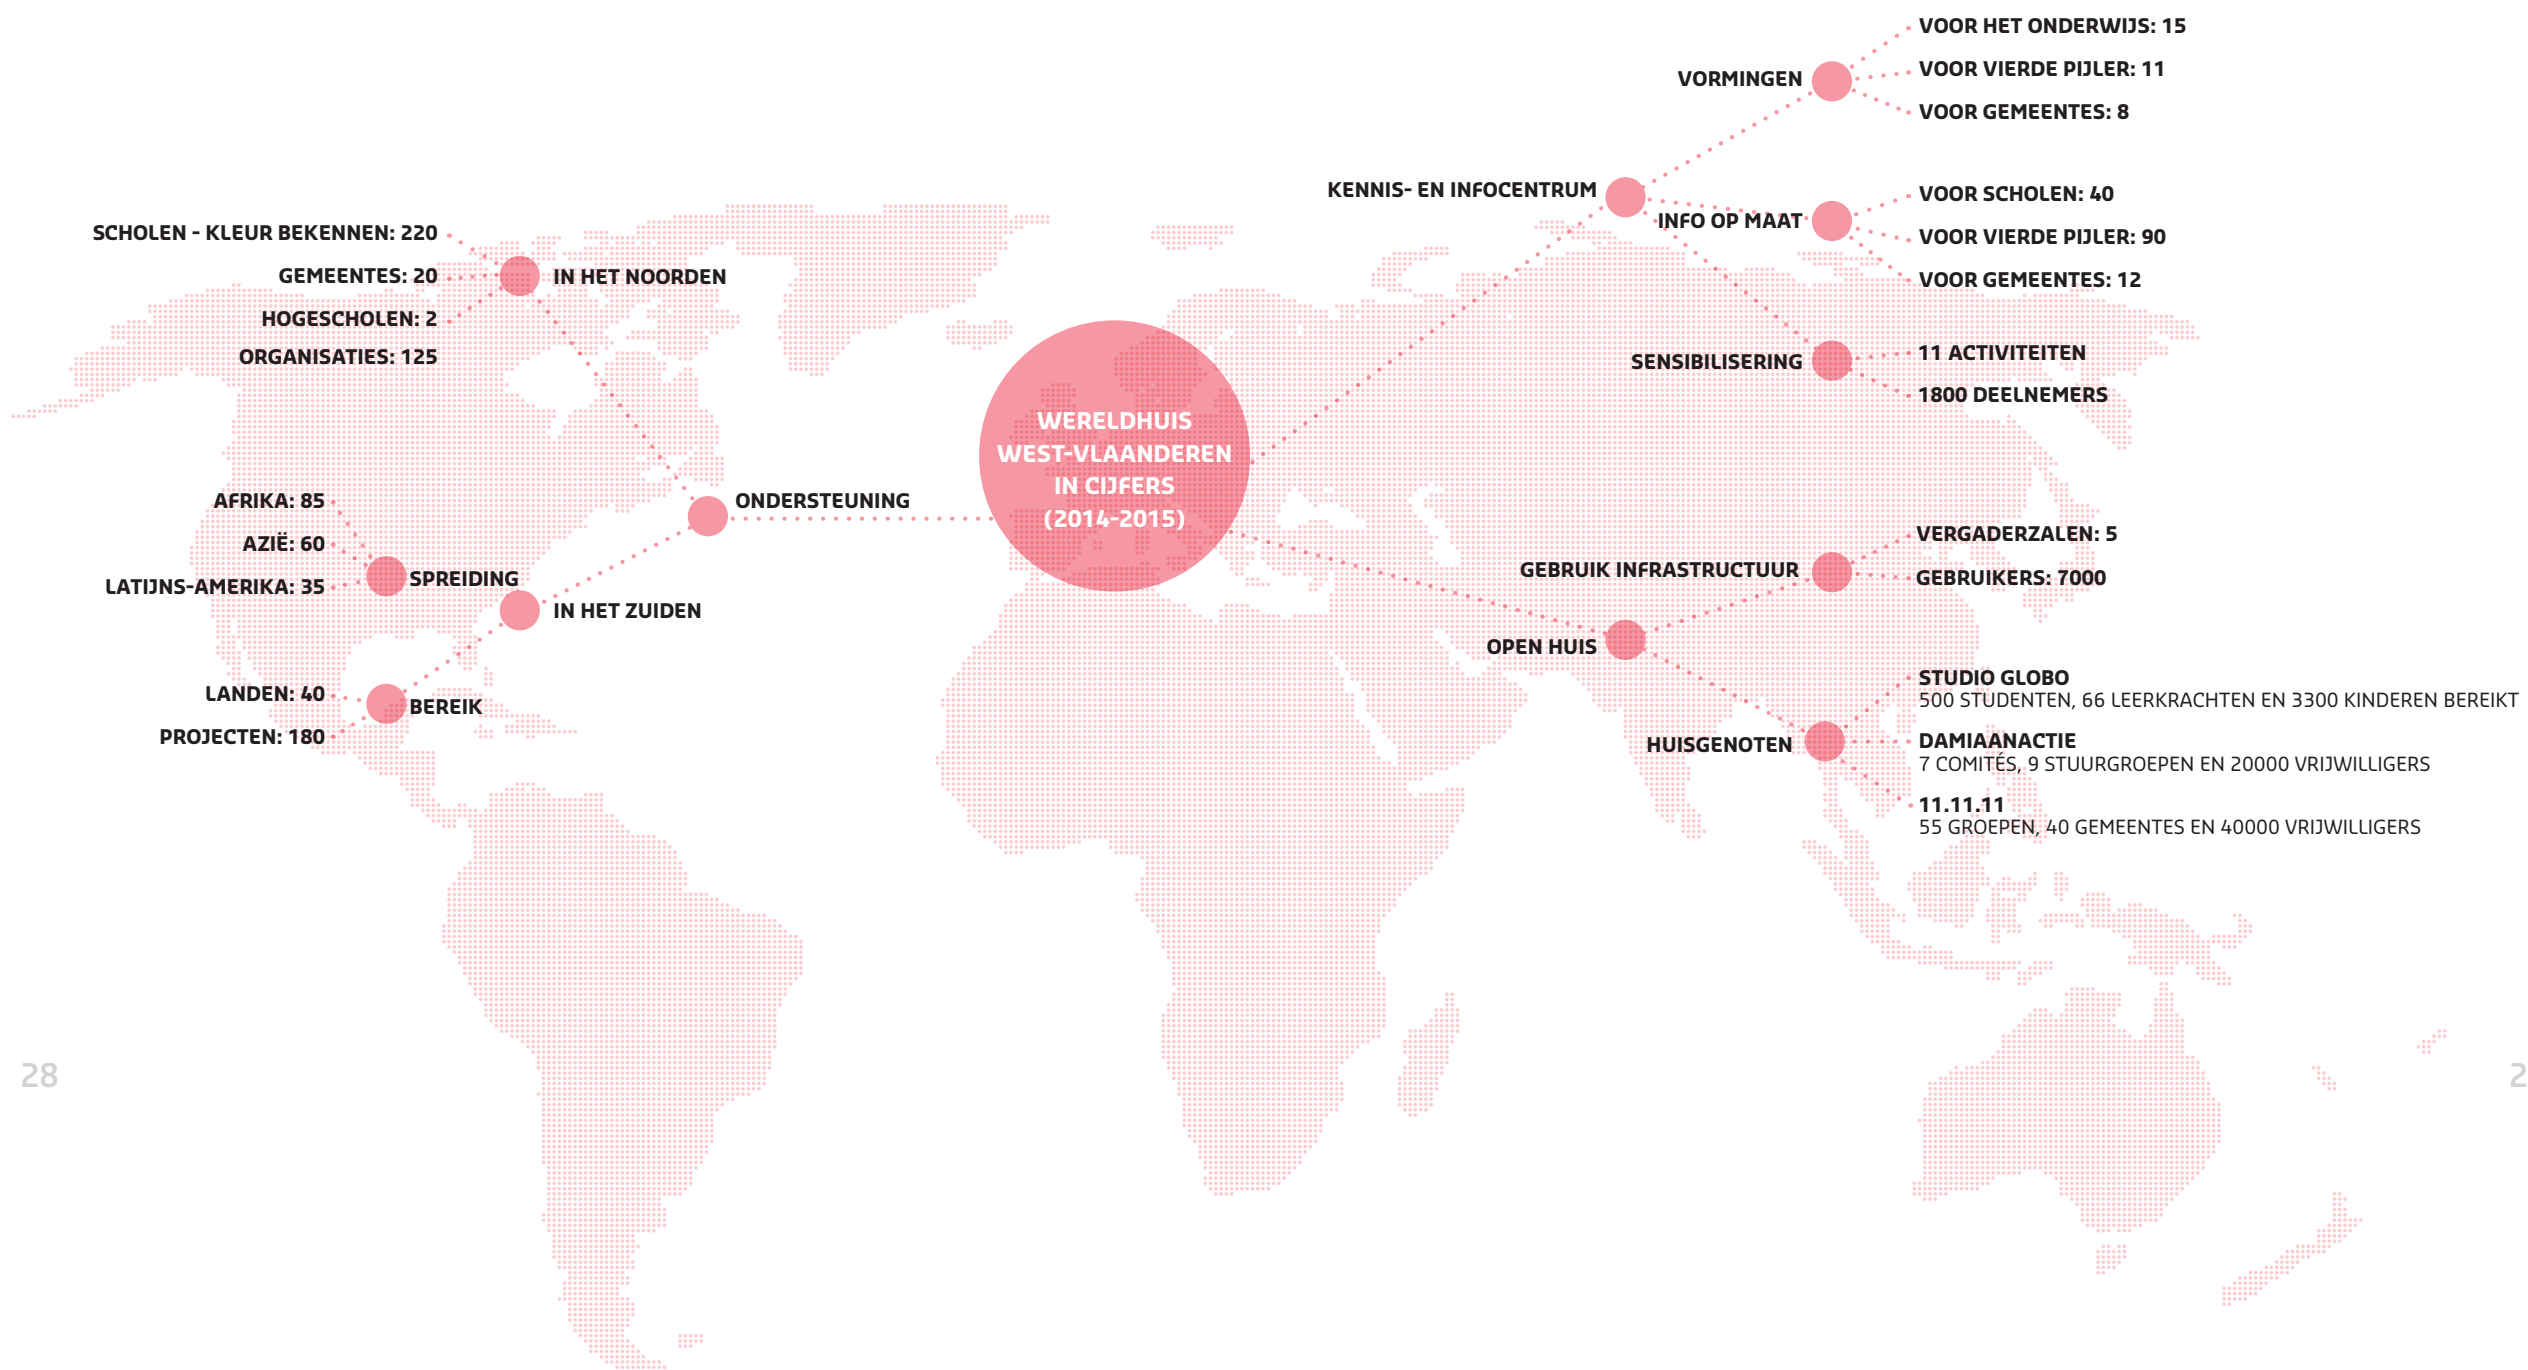 WERELDHUIS
WEST-VLAANDEREN
IN CIJFERS
(2014-2015)
ONDERSTEUNING
IN HET NOORDEN
SCHOLEN - KLEUR BEKENNEN: 220
GEMEENTES: 20
HOGESCHOLEN: 2
ORGANISATIES: 125
IN HET ZUIDEN
SPREIDING
AFRIKA: 85
AZIË: 60
LATIJNS-AMERIKA: 35
BEREIK
LANDEN: 40
PROJECTEN: 180
KENNIS- EN INFOCENTRUM
VORMINGEN
VOOR HET ONDERWIJS: 15
VOOR VIERDE PIJLER: 11
VOOR GEMEENTES: 8
INFO OP MAAT
VOOR SCHOLEN: 40
VOOR VIERDE PIJLER: 90
VOOR GEMEENTES: 12
SENSIBILISERING
11 ACTIVITEITEN
1800 DEELNEMERS
OPEN HUIS
GEBRUIK INFRASTRUCTUUR
VERGADERZALEN: 5
GEBRUIKERS: 7000
HUISGENOTEN
STUDIO GLOBO
500 STUDENTEN, 66 LEERKRACHTEN EN 3300 KINDEREN BEREIKT
DAMIAANACTIE
7 COMITÉS, 9 STUURGROEPEN EN 20000 VRIJWILLIGERS
11.11.11
55 GROEPEN, 40 GEMEENTES EN 40000 VRIJWILLIGERS
28
2